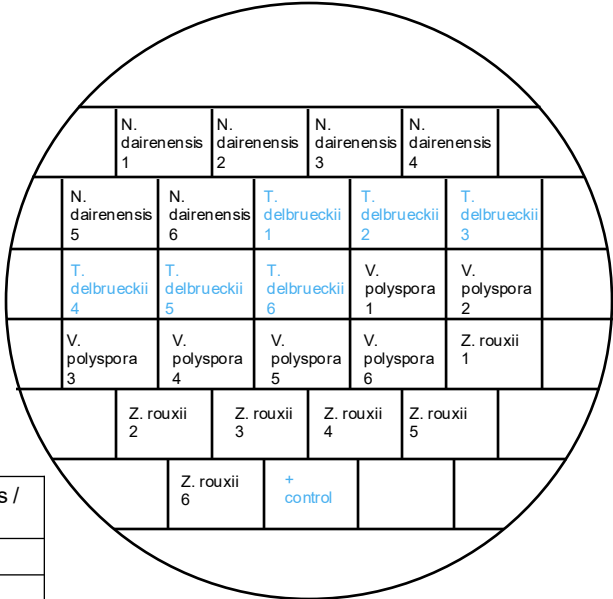 N. dairenensis 1
N. dairenensis 2
N. dairenensis 3
N. dairenensis 4
N. dairenensis 5
N. dairenensis 6
T. delbrueckii 1
T. delbrueckii 2
T. delbrueckii 3
T. delbrueckii 4
T. delbrueckii 5
T. delbrueckii 6
V. polyspora 1
V. polyspora 2
V. polyspora 3
V. polyspora 4
V. polyspora 5
V. polyspora 6
Z. rouxii 1
Z. rouxii 2
Z. rouxii 3
Z. rouxii 4
Z. rouxii 5
Z. rouxii 6
+ control
s /